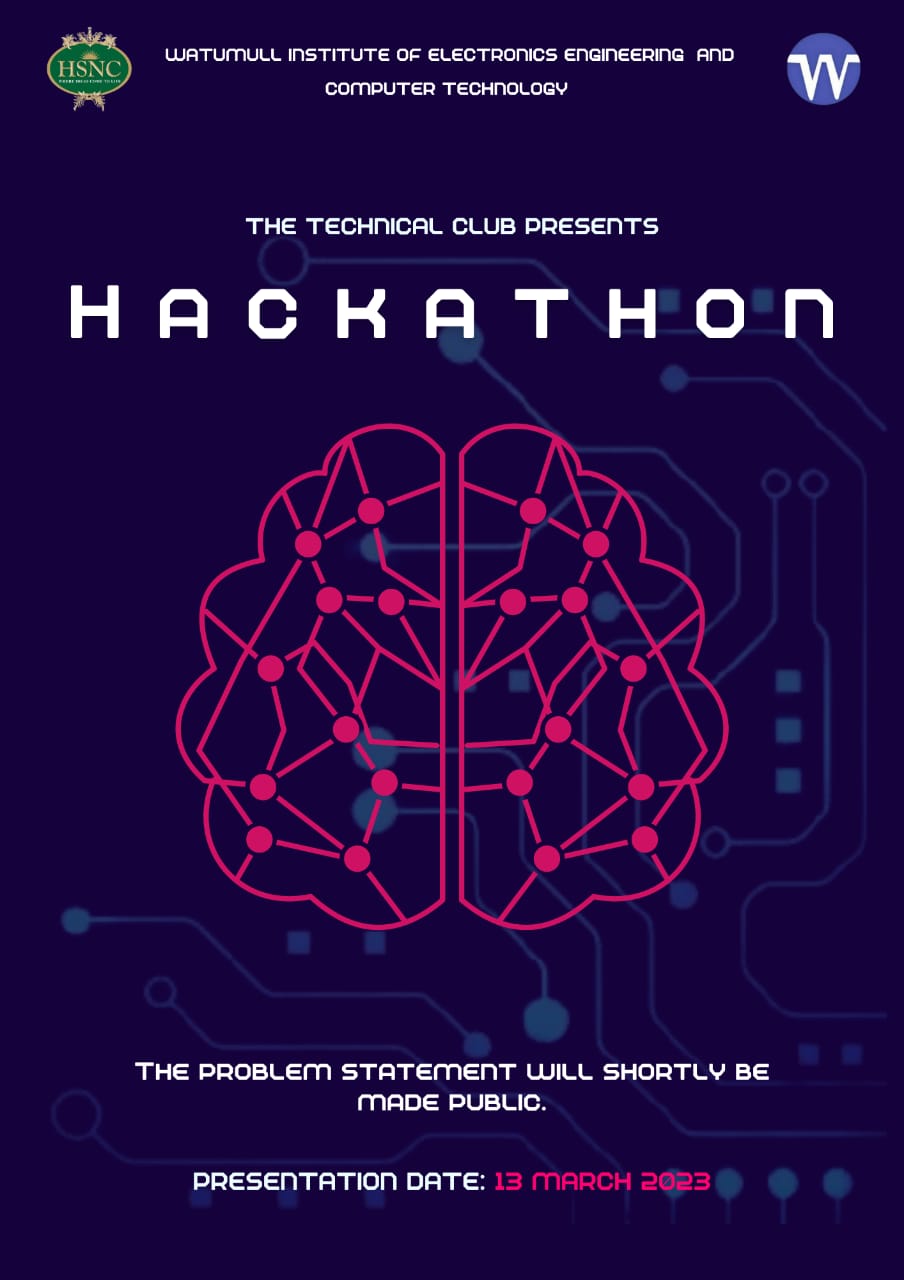 HSNC
WATUMULL INSTITUTE OF ELECTRONICS ENGINEERING AND
COMPUTER TECHNOLOGY
W
THE TECHNICAL CLUB PRESENTS
HACKATHON
THE PROBLEM STATEMENT WILL SHORTLY BE
MADE PUBLIC.
PRESENTATION DATE: 13 MARCH 2023